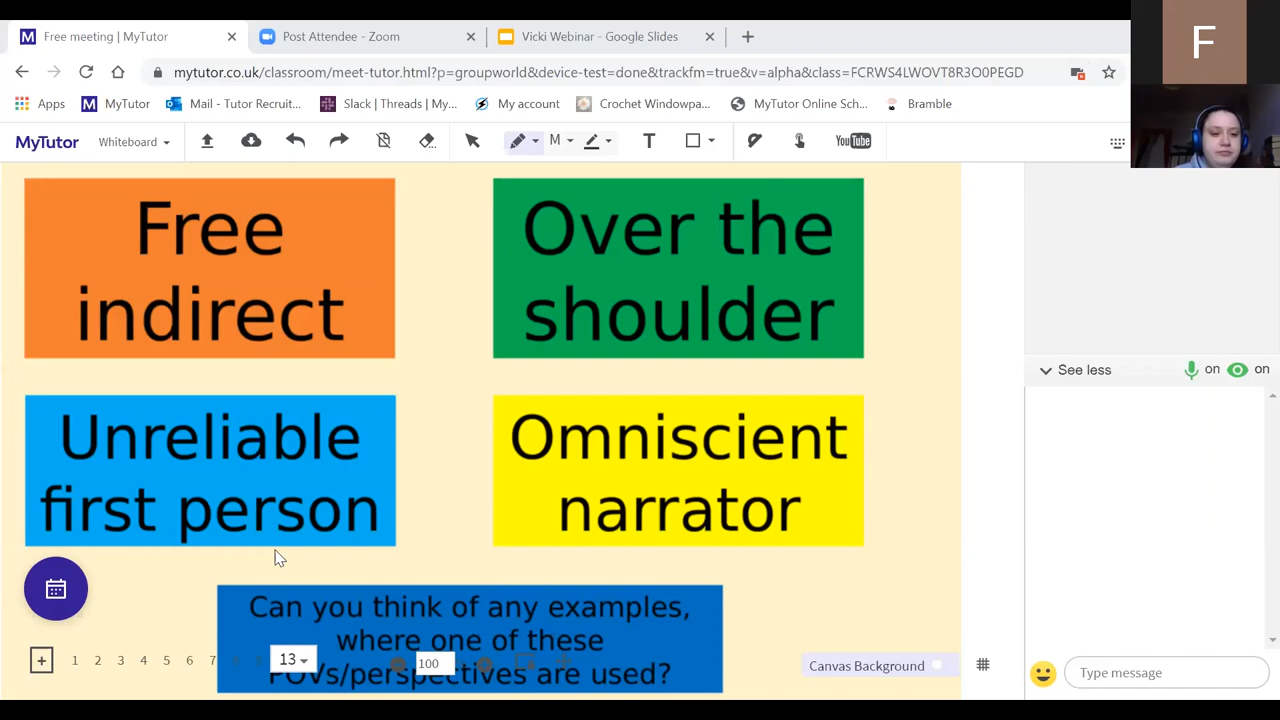 Free meeting | MyTutor
Post Attendee - Zoom
Vicki Webinar - Google Slides
F
mytutor.co.uk/classroom/meet-tutor.html?p=groupworld&device-test=done&trackfm=true&v=alpha&class=FCRWS4LWOVT8R3O0PEGD
Apps
MyTutor
Mail - Tutor Recruit...
Slack | Threads | My...
My account
Crochet Windowpa...
MyTutor Online Sch...
Bramble
MyTutor
Whiteboard
M
T
YouTube
Free
indirect
Over the
shoulder
Unreliable
first person
Omniscient
narrator
Can you think of any examples,
where one of these
POVs/perspectives are used?
See less
on
on
1 2 3 4 5 6 7 8 13
100
Canvas Background
Type message